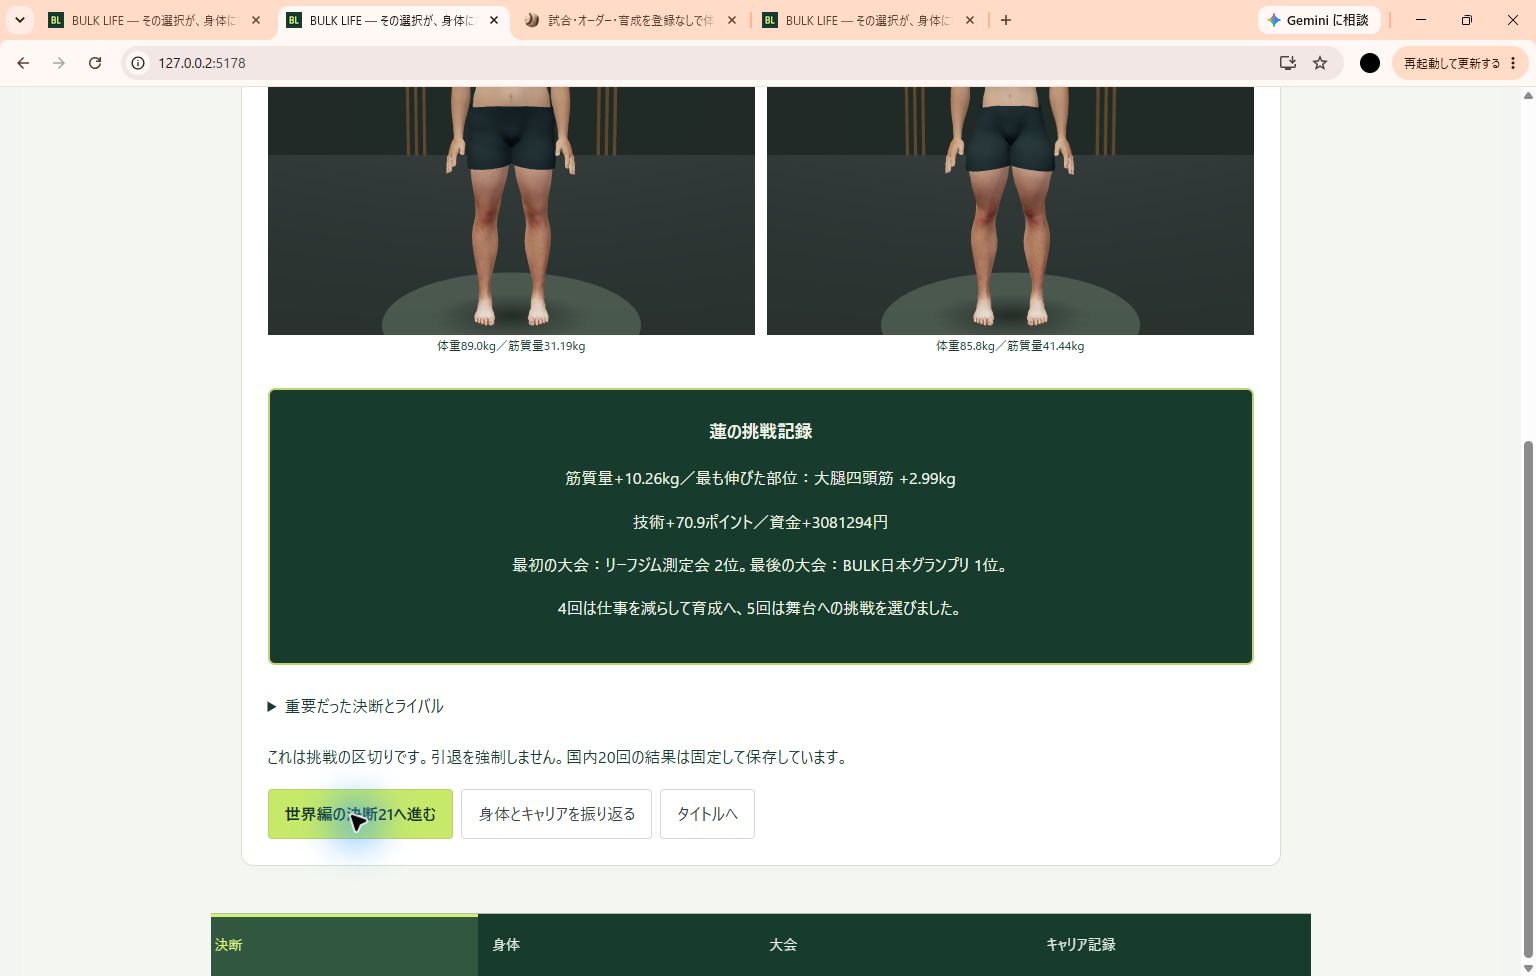 BL BULK LIFE — その選択が、身体に
BL BULK LIFE — その選択が、身体に
試合・オーダー・育成を登録なしで体
BL BULK LIFE — その選択が、身体に
Gemini に相談
127.0.0.2:5178
再起動して更新する
体重89.0kg／筋質量31.19kg
体重85.8kg／筋質量41.44kg
蓮の挑戦記録
筋質量+10.26kg／最も伸びた部位：大腿四頭筋 +2.99kg
技術+70.9ポイント／資金+3081294円
最初の大会：リーフジム測定会 2位。最後の大会：BULK日本グランプリ 1位。
4回は仕事を減らして育成へ、5回は舞台への挑戦を選びました。
重要だった決断とライバル
これは挑戦の区切りです。引退を強制しません。国内20回の結果は固定して保存しています。
世界編の決断21へ進む
身体とキャリアを振り返る
タイトルへ
決断
身体
大会
キャリア記録